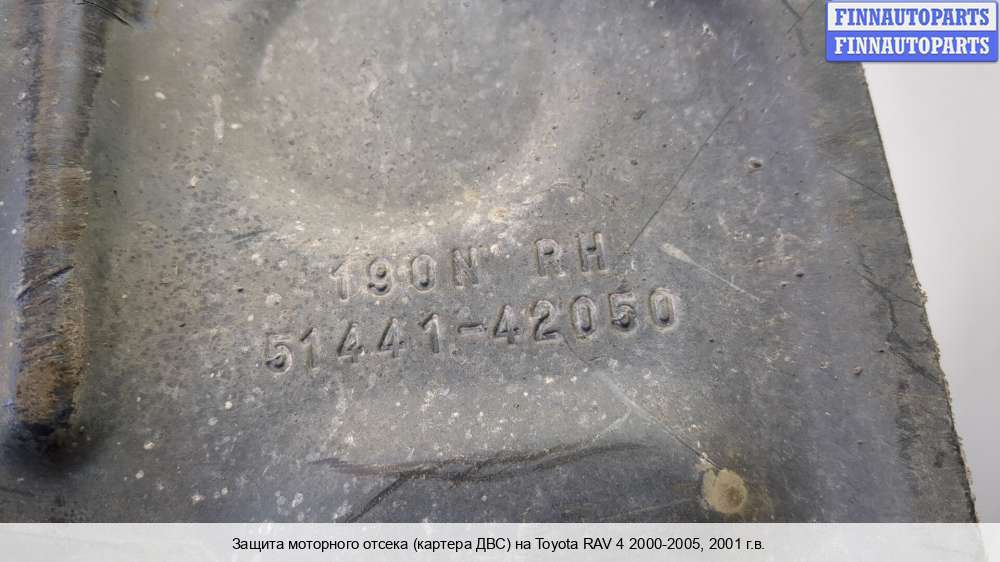 FINNAUTOPARTS
FINNAUTOPARTS
190N RH
51441-42050
Защита моторного отсека (картера ДВС) на Toyota RAV 4 2000-2005, 2001 г.в.